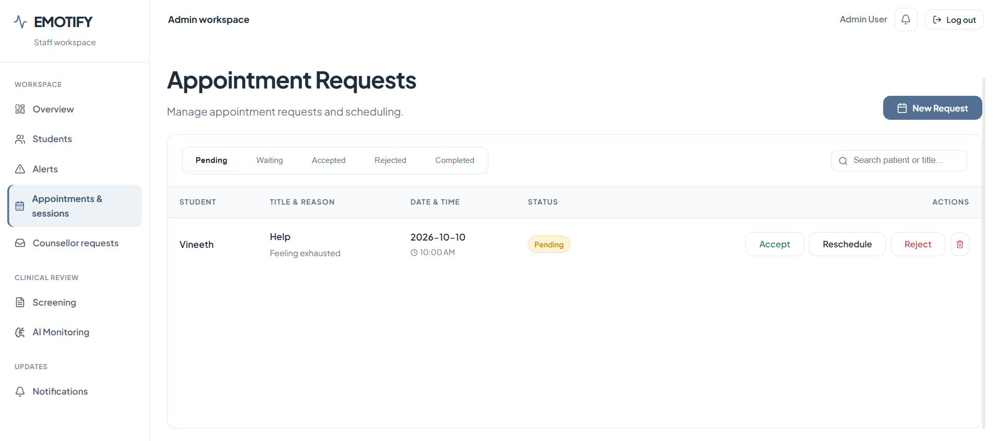 EMOTIFY
Staff workspace
WORKSPACE
Overview
Students
Alerts
Appointments &
sessions
Counsellor requests
CLINICAL REVIEW
Screening
AI Monitoring
UPDATES
Notifications
Admin workspace
Admin User
Log out
Appointment Requests
Manage appointment requests and scheduling.
New Request
Pending Waiting Accepted Rejected Completed
Search patient or title...
STUDENT TITLE & REASON DATE & TIME STATUS ACTIONS
Vineeth
Help
Feeling exhausted
2026-10-10
10:00 AM
Pending
Accept Reschedule Reject